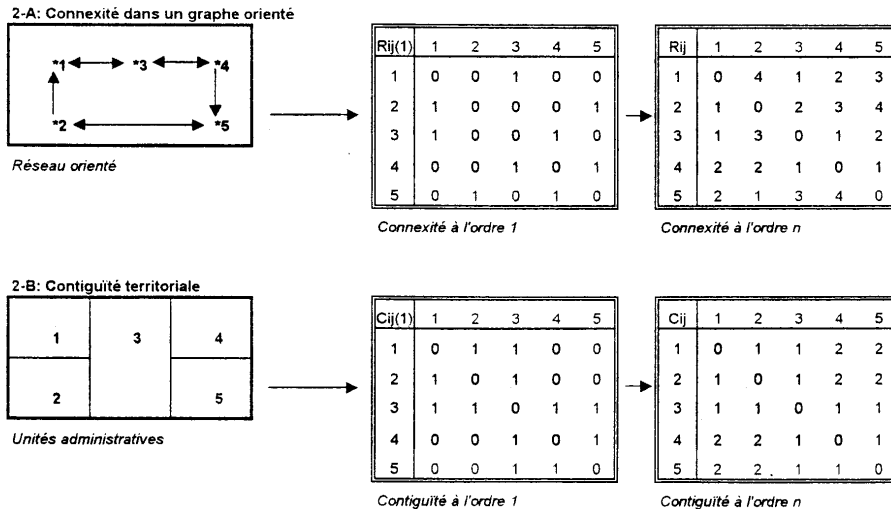 2-A: Connexité dans un graphe orienté
*1 *3 *4
*2 *5
Réseau orienté
Rij(1) 1 2 3 4 5
1 0 0 1 0 0
2 1 0 0 0 1
3 1 0 0 1 0
4 0 0 1 0 1
5 0 1 0 1 0
Connexité à l'ordre 1
Rij 1 2 3 4 5
1 0 4 1 2 3
2 1 0 2 3 4
3 1 3 0 1 2
4 2 2 1 0 1
5 2 1 3 4 0
Connexité à l'ordre n
2-B: Contiguïté territoriale
1 3 4
2 5
Unités administratives
Cij(1) 1 2 3 4 5
1 0 1 1 0 0
2 1 0 1 0 0
3 1 1 0 1 1
4 0 0 1 0 1
5 0 0 1 1 0
Contiguïté à l'ordre 1
Cij 1 2 3 4 5
1 0 1 1 2 2
2 1 0 1 2 2
3 1 1 0 1 1
4 2 2 1 0 1
5 2 2 1 1 0
Contiguïté à l'ordre n